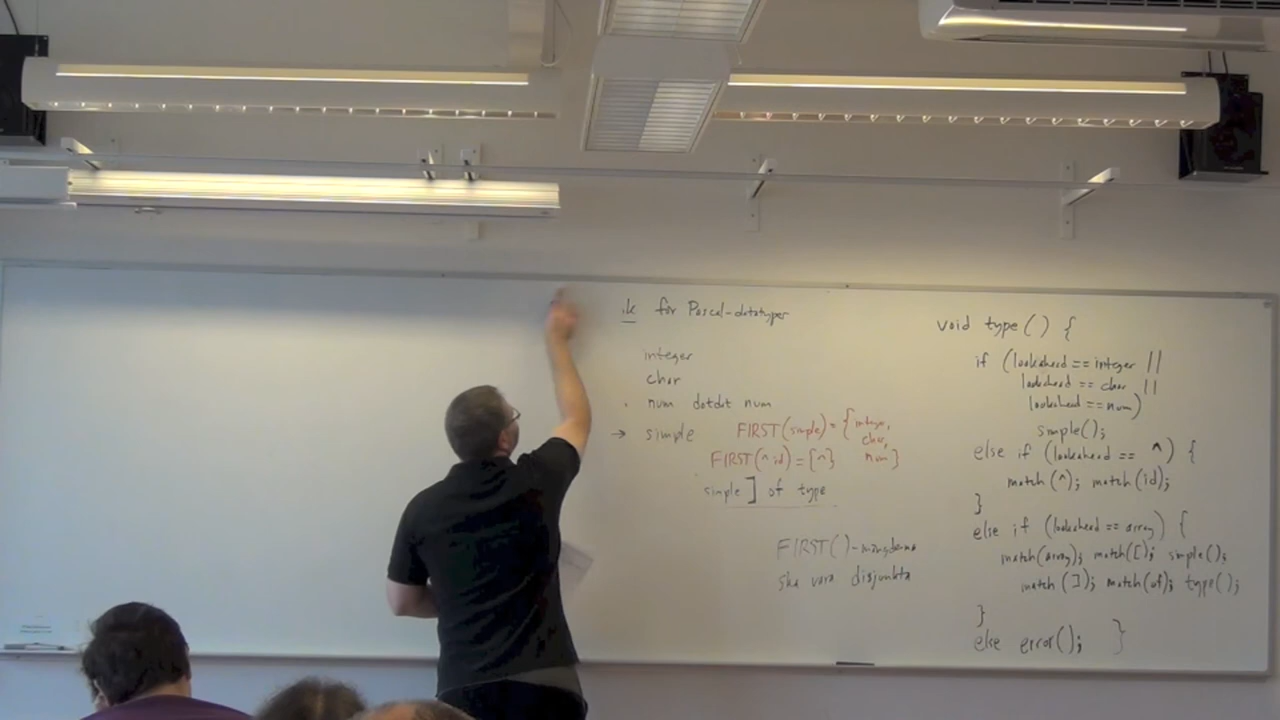 ik for Pascal-datatyper
integer
char
num dotdot num
→ simple
FIRST(simple) = {integer,
char,
num}
FIRST(^id) = {^}
simple ] of type
FIRST()-mängderna
ska vara disjunkta
void type() {
if (lookahead == integer ||
lookahead == char ||
lookahead == num)
simple();
else if (lookahead == ^) {
match(^); match(id);
}
else if (lookahead == array) {
match(array); match([); simple();
match(]); match(of); type();
}
else error(); }